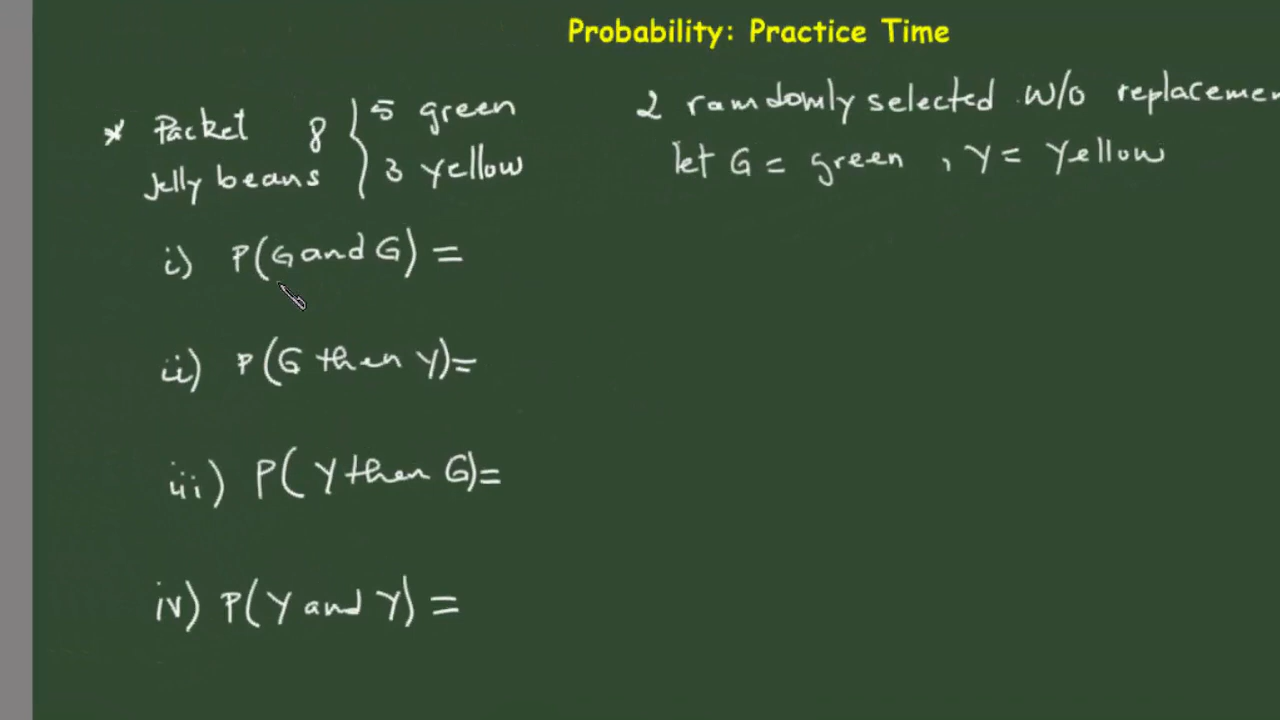 Probability: Practice Time
* Packet 8 { 5 green
Jelly beans { 3 yellow
2 randomly selected w/o replacemen
let G = green , Y = Yellow
i) P(G and G) =
ii) P(G then Y)=
iii) P( Y then G)=
iv) P(Y and Y) =